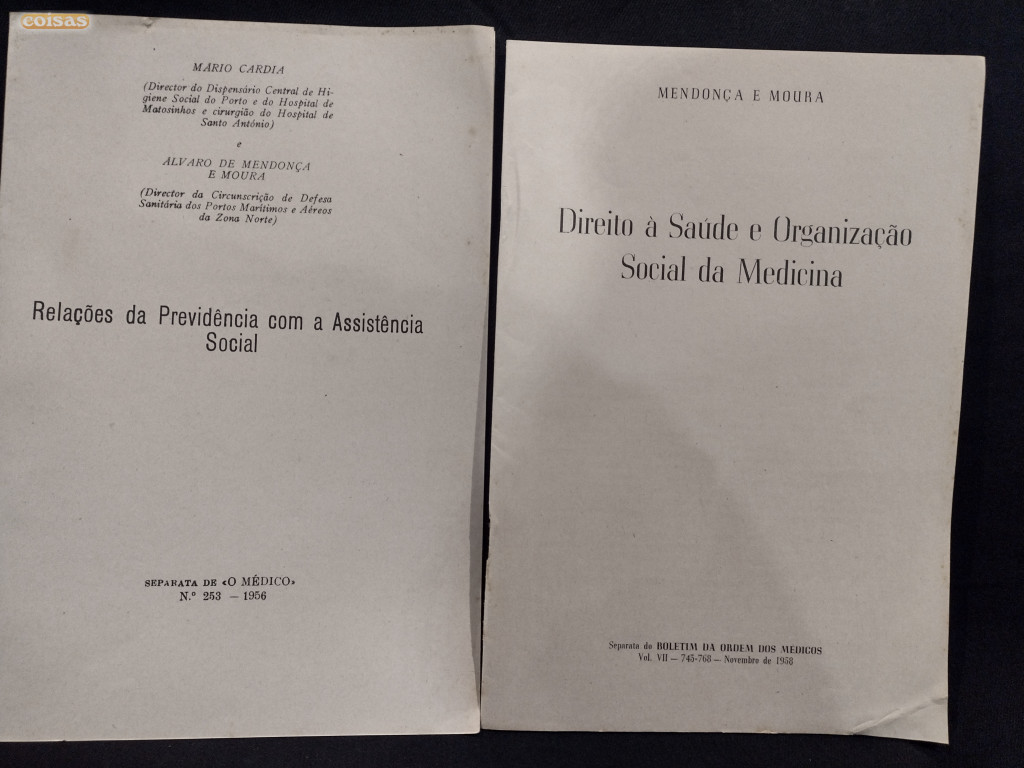 coisas
MÁRIO CARDIA
(Director do Dispensário Central de Hi-
giene Social do Porto e do Hospital de
Matosinhos e cirurgião do Hospital de
Santo António)
e
ALVARO DE MENDONÇA
E MOURA
(Director da Circunscrição de Defesa
Sanitária dos Portos Marítimos e Aéreos
da Zona Norte)
Relações da Previdência com a Assistência
Social
SEPARATA DE «O MÉDICO»
N.º 253 — 1956
MENDONÇA E MOURA
Direito à Saúde e Organização
Social da Medicina
Separata do BOLETIM DA ORDEM DOS MÉDICOS
Vol. VII — 745-768 — Novembro de 1958